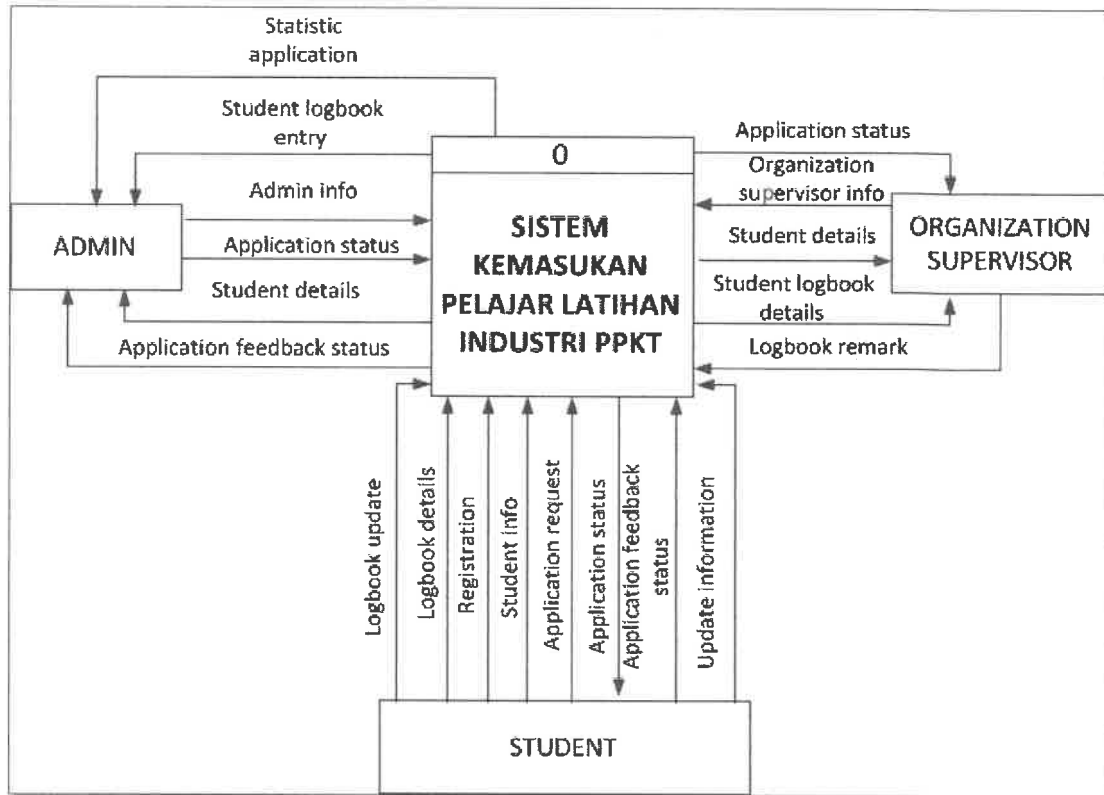 Statistic
application
Student logbook
entry
Admin info
ADMIN
Application status
Student details
Application feedback status
0
SISTEM
KEMASUKAN
PELAJAR LATIHAN
INDUSTRI PPKT
Application status
Organization
supervisor info
Student details
ORGANIZATION
SUPERVISOR
Student logbook
details
Logbook remark
Logbook update
Logbook details
Registration
Student info
Application request
Application status
Application feedback
status
Update information
STUDENT